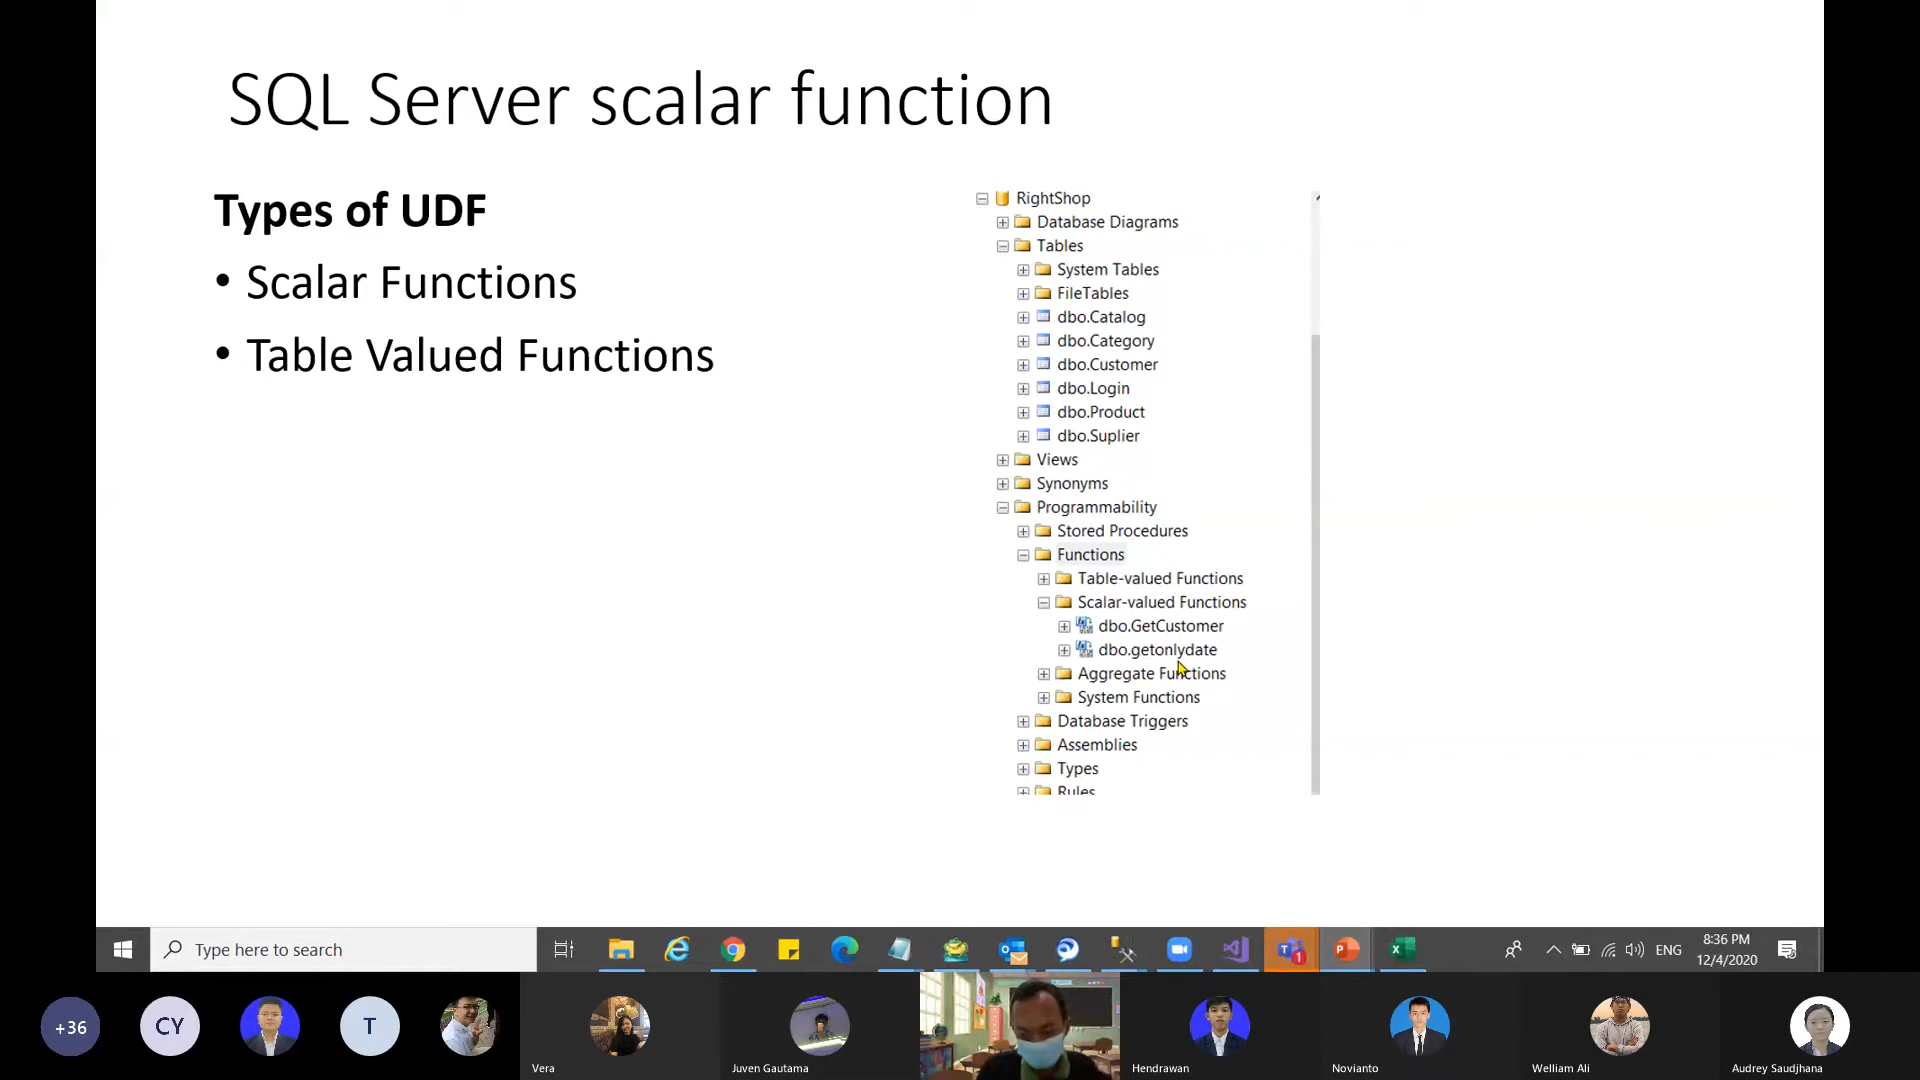 SQL Server scalar function
Types of UDF
• Scalar Functions
• Table Valued Functions
RightShop
Database Diagrams
Tables
System Tables
FileTables
dbo.Catalog
dbo.Category
dbo.Customer
dbo.Login
dbo.Product
dbo.Suplier
Views
Synonyms
Programmability
Stored Procedures
Functions
Table-valued Functions
Scalar-valued Functions
dbo.GetCustomer
dbo.getonlydate
Aggregate Functions
System Functions
Database Triggers
Assemblies
Types
Rules
Type here to search
1
ENG
8:36 PM
12/4/2020
+36
CY
T
Vera
Juven Gautama
Hendrawan
Novianto
Welliam Ali
Audrey Saudjhana